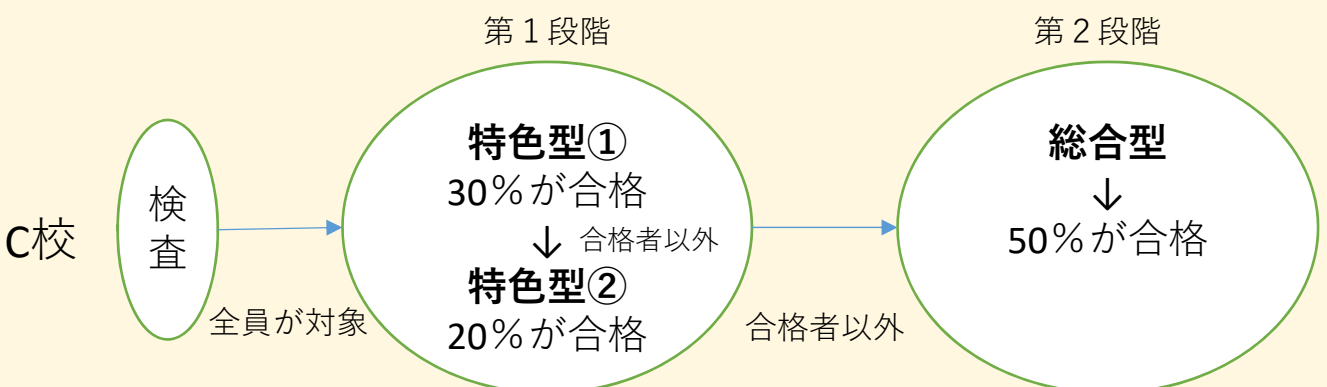 第１段階
第２段階
C校
検査
全員が対象
特色型①
30％が合格
↓ 合格者以外
特色型②
20％が合格
合格者以外
総合型
↓
50％が合格